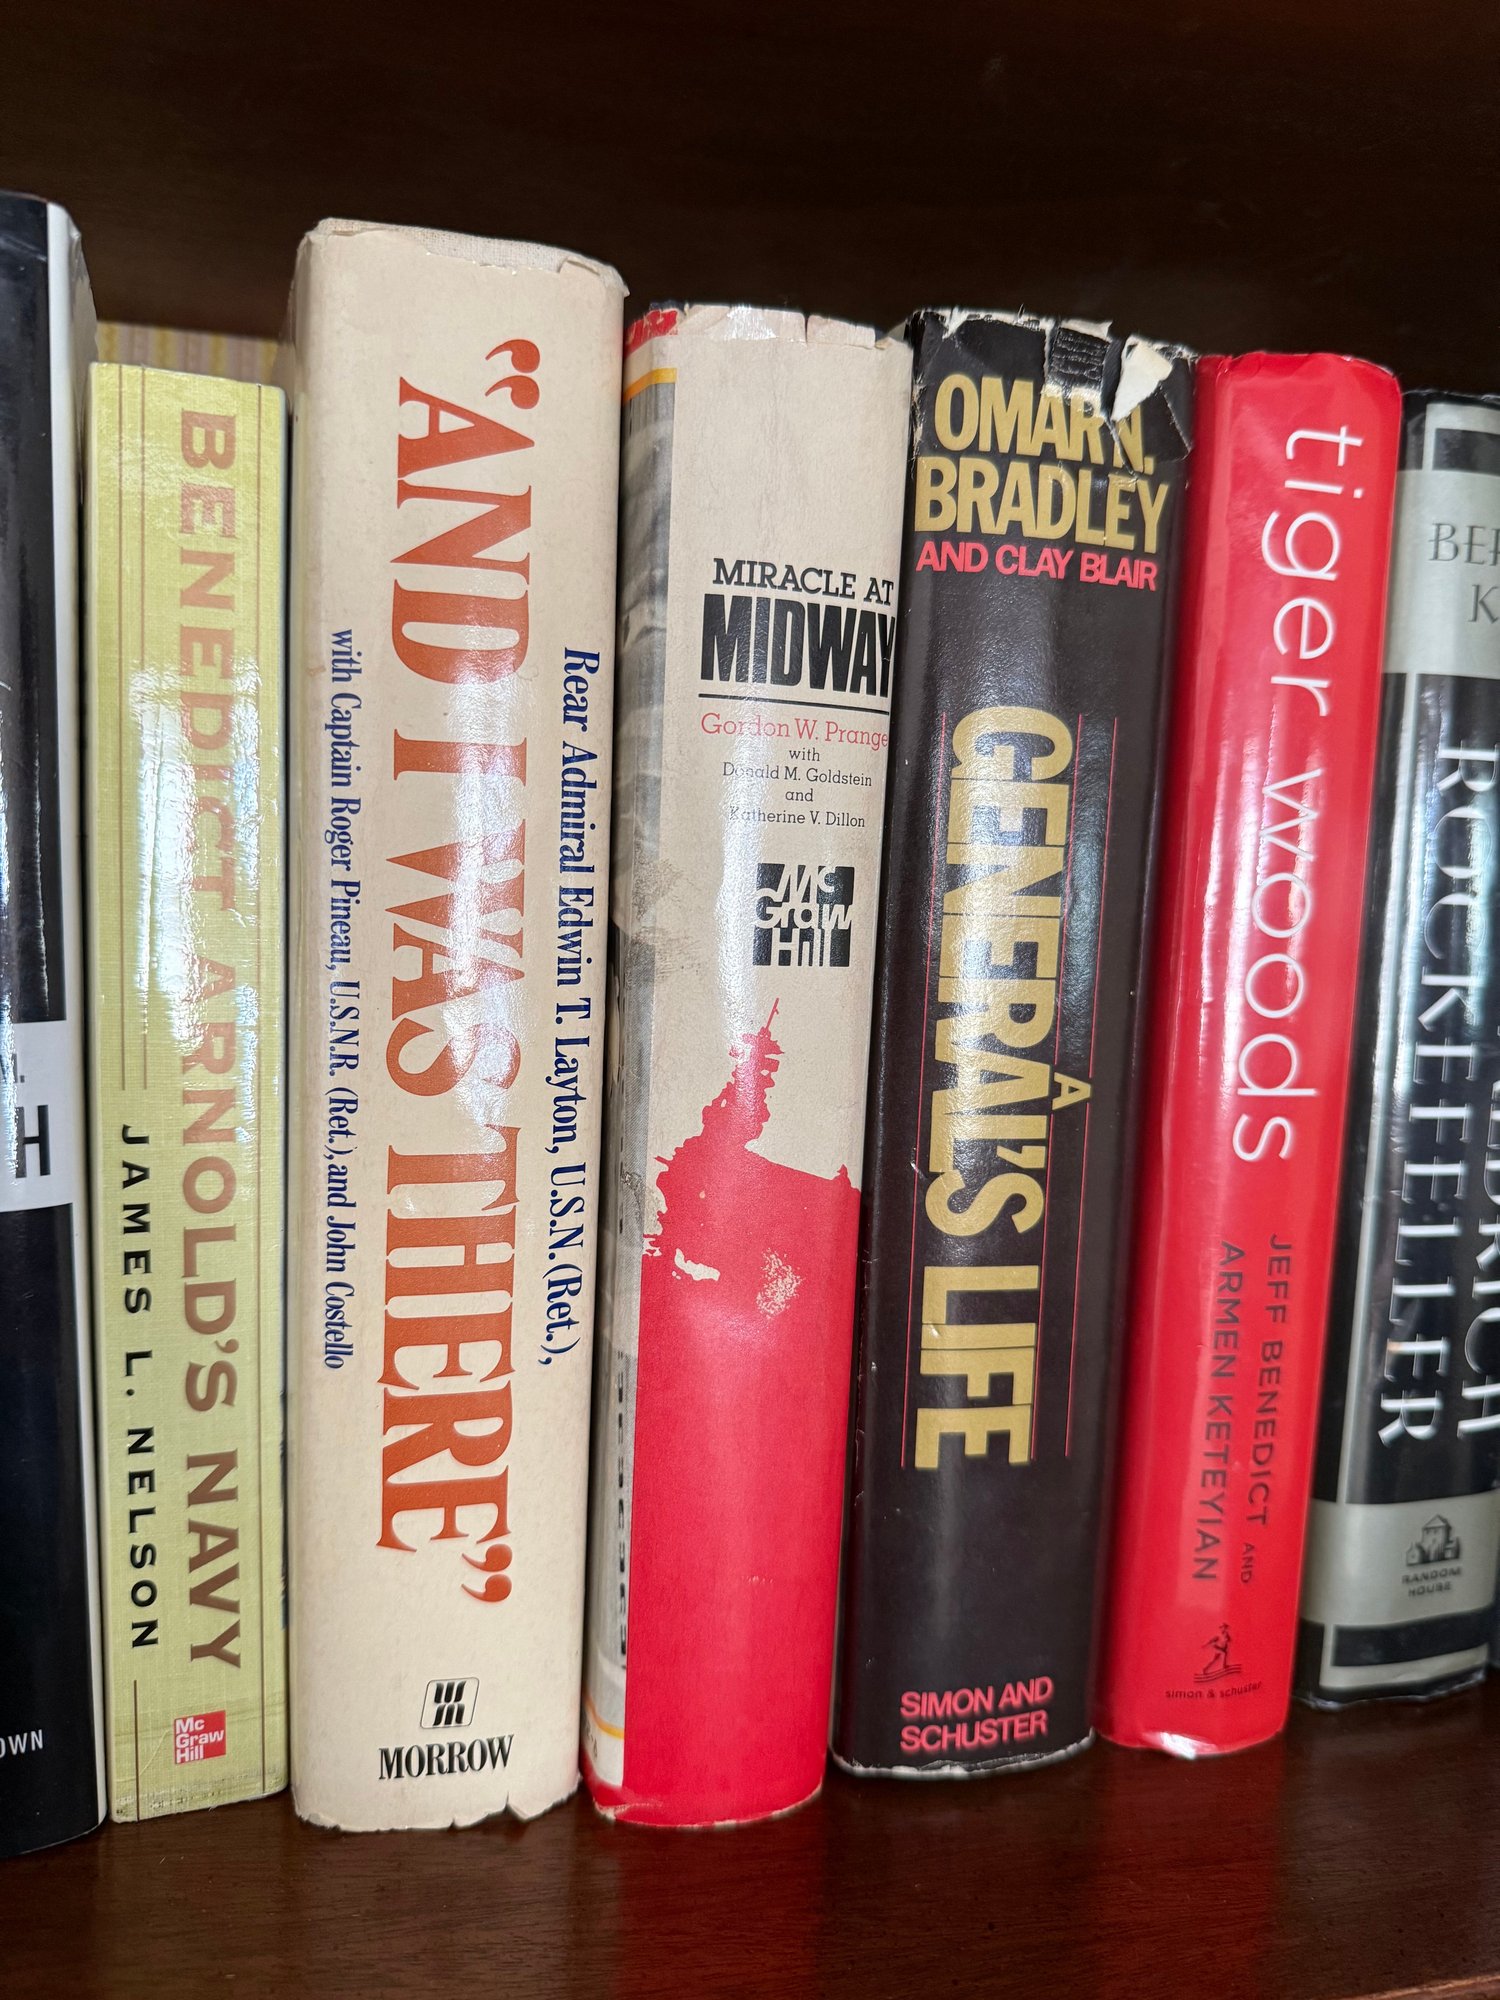 H
OWN
BENEDICT ARNOLD'S NAVY
JAMES L. NELSON
Mc
Graw
Hill
Rear Admiral Edwin T. Layton, U.S.N.(Ret.),
"AND I WAS THERE"
with Captain Roger Pineau, U.S.N.R. (Ret.), and John Costello
MORROW
MIRACLE AT
MIDWAY
Gordon W. Prange
with
Donald M. Goldstein
and
Katherine V. Dillon
Mc
Graw
Hill
OMAR N.
BRADLEY
AND CLAY BLAIR
A
GENERAL'S LIFE
SIMON AND
SCHUSTER
tiger woods
JEFF BENEDICT AND
ARMEN KETEYIAN
simon & schuster
BER
K
ROCKEFELLER
RANDOM
HOUSE